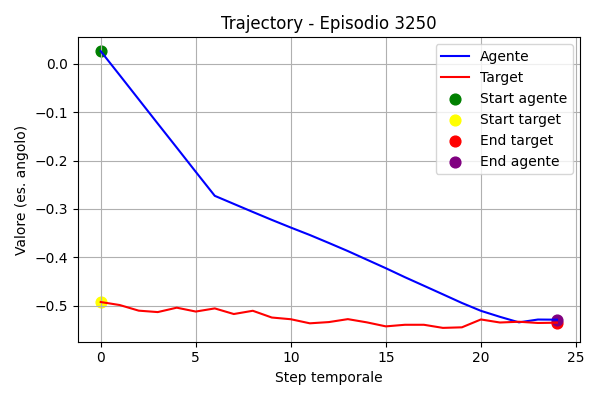 Trajectory - Episodio 3250
Agente
Target
Start agente
Start target
End target
End agente
Valore (es. angolo)
0.0
−0.1
−0.2
−0.3
−0.4
−0.5
0
5
10
15
20
25
Step temporale